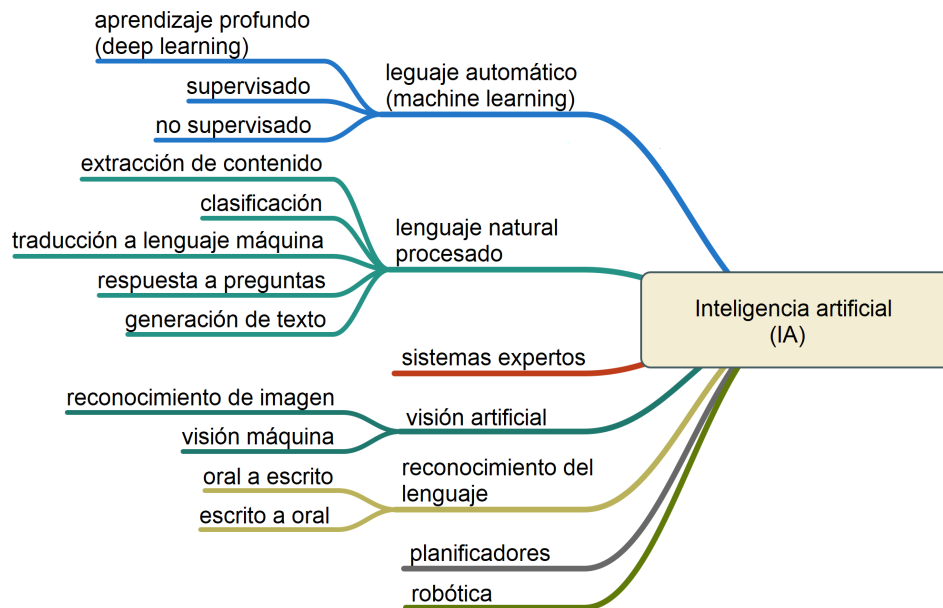 aprendizaje profundo
(deep learning)
supervisado
no supervisado
leguaje automático
(machine learning)
extracción de contenido
clasificación
traducción a lenguaje máquina
respuesta a preguntas
generación de texto
lenguaje natural
procesado
sistemas expertos
reconocimiento de imagen
visión máquina
visión artificial
oral a escrito
escrito a oral
reconocimiento del
lenguaje
planificadores
robótica
Inteligencia artificial
(IA)